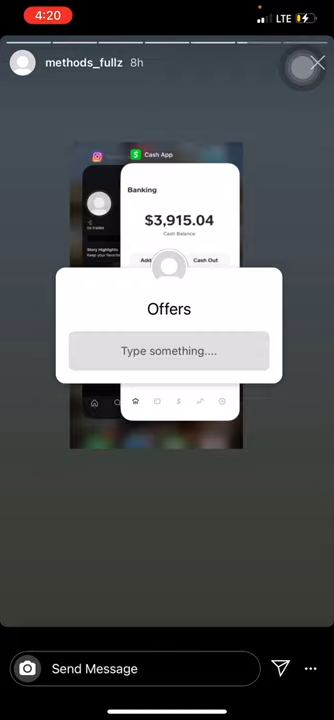 4:20
LTE
methods_fullz 8h
Cash App
Banking
$3,915.04
Cash Balance
Add
Cash Out
Story Highlights
Offers
Type something....
Send Message